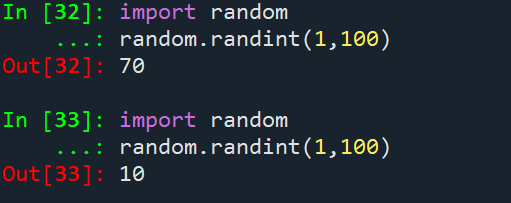 In [32]: import random
    ...: random.randint(1,100)
Out[32]: 70
In [33]: import random
    ...: random.randint(1,100)
Out[33]: 10